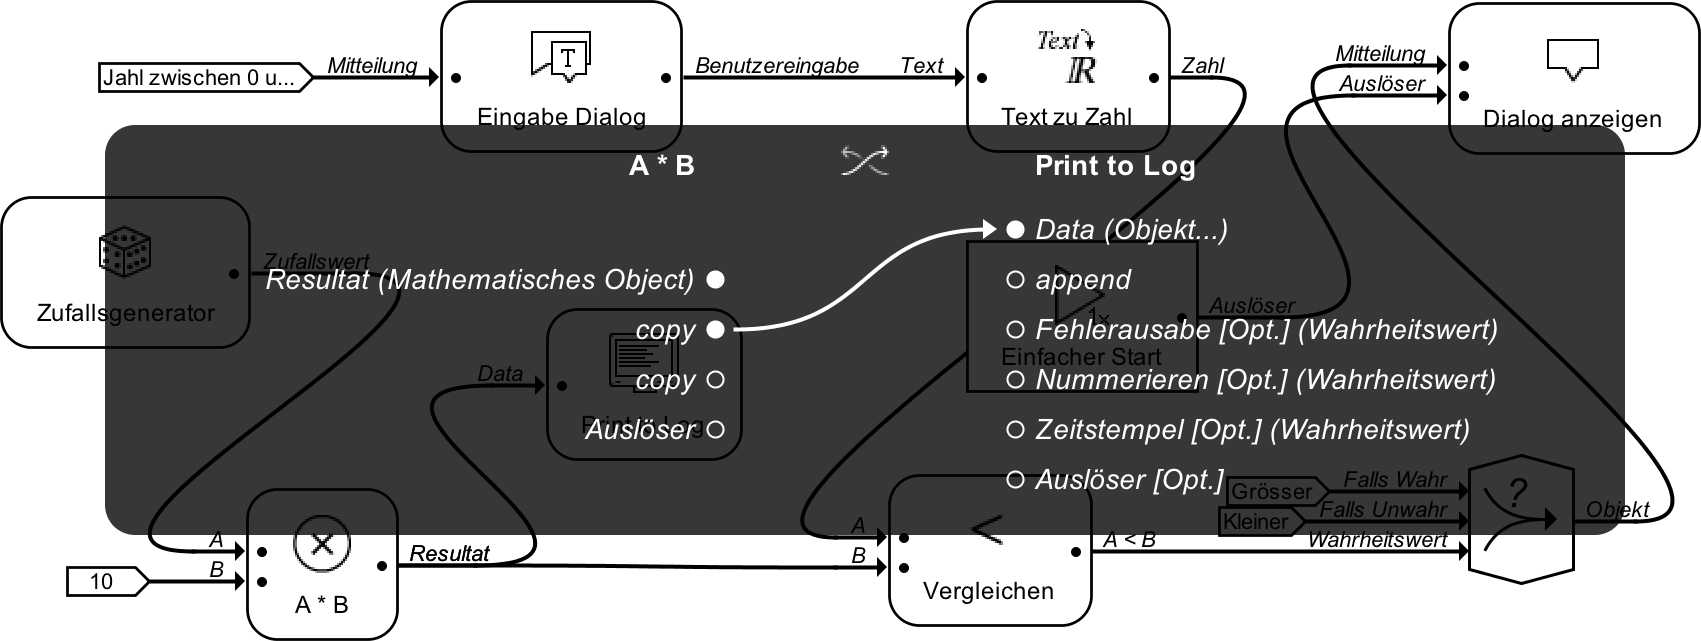 Jahl zwischen 0 u...
Mitteilung
T
Eingabe Dialog
Benutzereingabe
Text
Text
R
Text zu Zahl
Zahl
Mitteilung
Auslöser
Dialog anzeigen
A * B
Print to Log
Zufallswert
Zufallsgenerator
Resultat (Mathematisches Object)
copy
copy
Auslöser
Data (Objekt...)
append
Fehlerausabe [Opt.] (Wahrheitswert)
Nummerieren [Opt.] (Wahrheitswert)
Zeitstempel [Opt.] (Wahrheitswert)
Auslöser [Opt.]
Data
Print to Log
Auslöser
1x
Einfacher Start
Grösser
Falls Wahr
Kleiner
Falls Unwahr
Wahrheitswert
?
Objekt
A
B
10
A * B
Resultat
A
B
<
Vergleichen
A < B